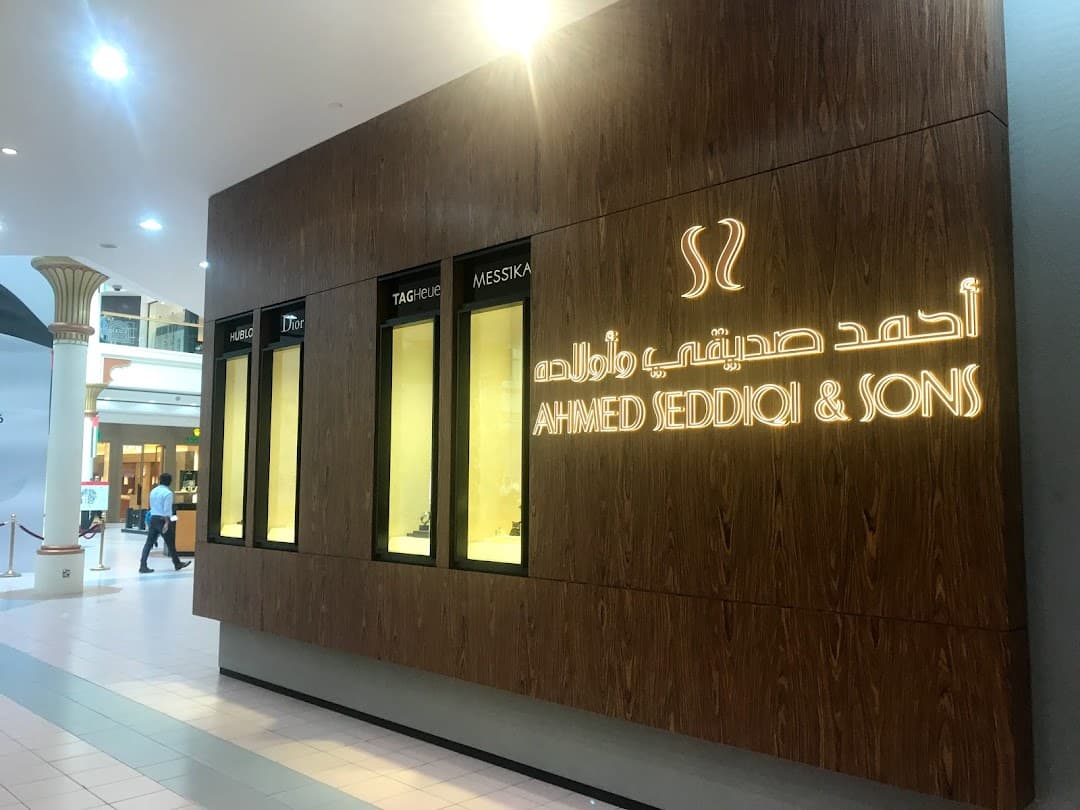 HUBLO
Dior
TAGHeue
MESSIKA
أحمد صديقي وأولاده
AHMED SEDDIQI & SONS